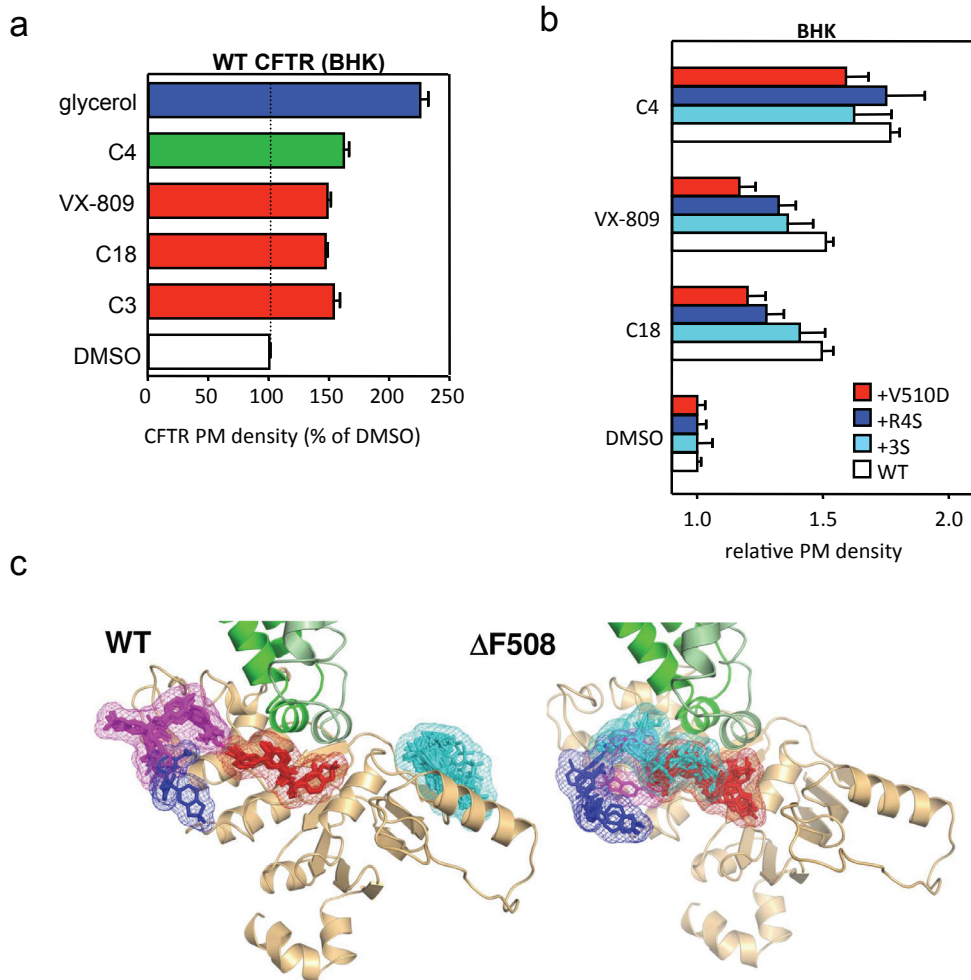 a
WT CFTR (BHK)
glycerol
C4
VX-809
C18
C3
DMSO
0 50 100 150 200 250
CFTR PM density (% of DMSO)
b
BHK
C4
VX-809
C18
DMSO
+V510D
+R4S
+3S
WT
1.0 1.5 2.0
relative PM density
c
WT
ΔF508